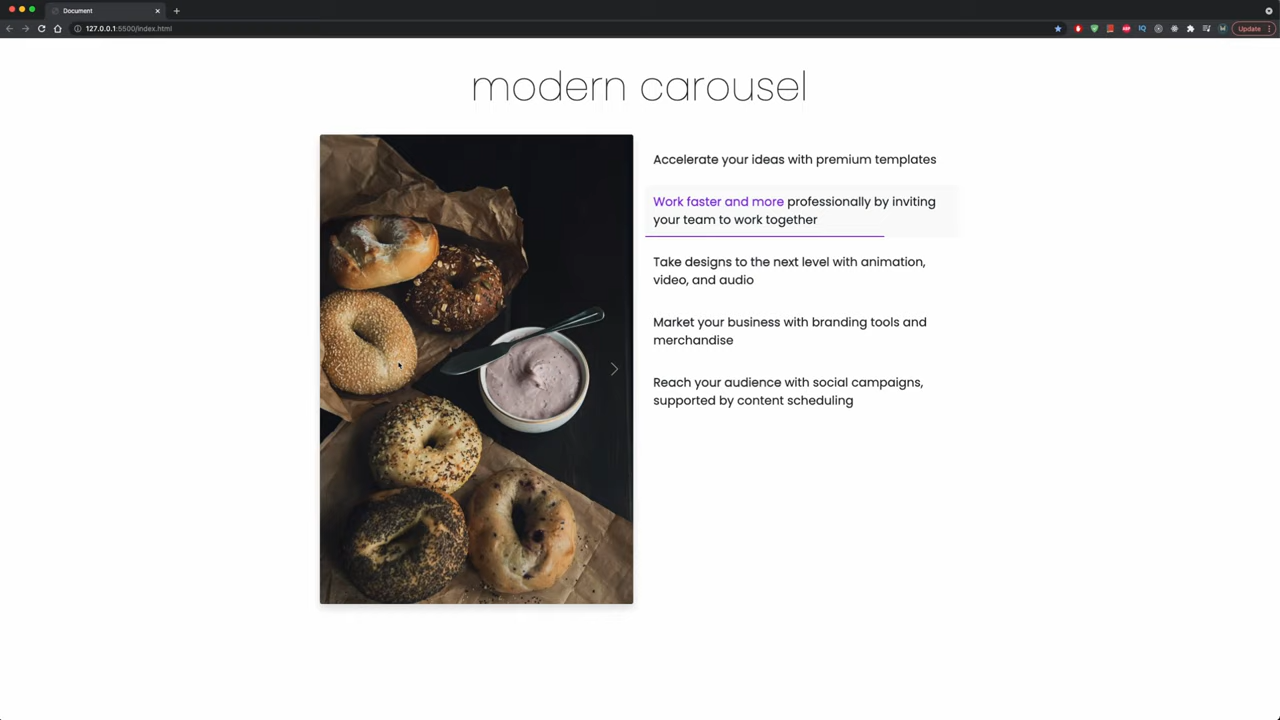 Document
127.0.0.1:5500/index.html
Update
modern carousel
Accelerate your ideas with premium templates
Work faster and more professionally by inviting
your team to work together
Take designs to the next level with animation,
video, and audio
Market your business with branding tools and
merchandise
Reach your audience with social campaigns,
supported by content scheduling